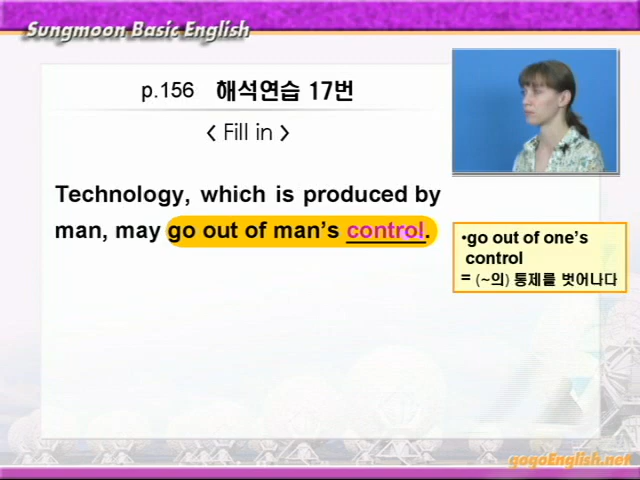 Sungmoon Basic English
p.156 해석연습 17번
< Fill in >
Technology, which is produced by
man, may go out of man's control.
•go out of one's
control
= (~의) 통제를 벗어나다
gogoEnglish.net